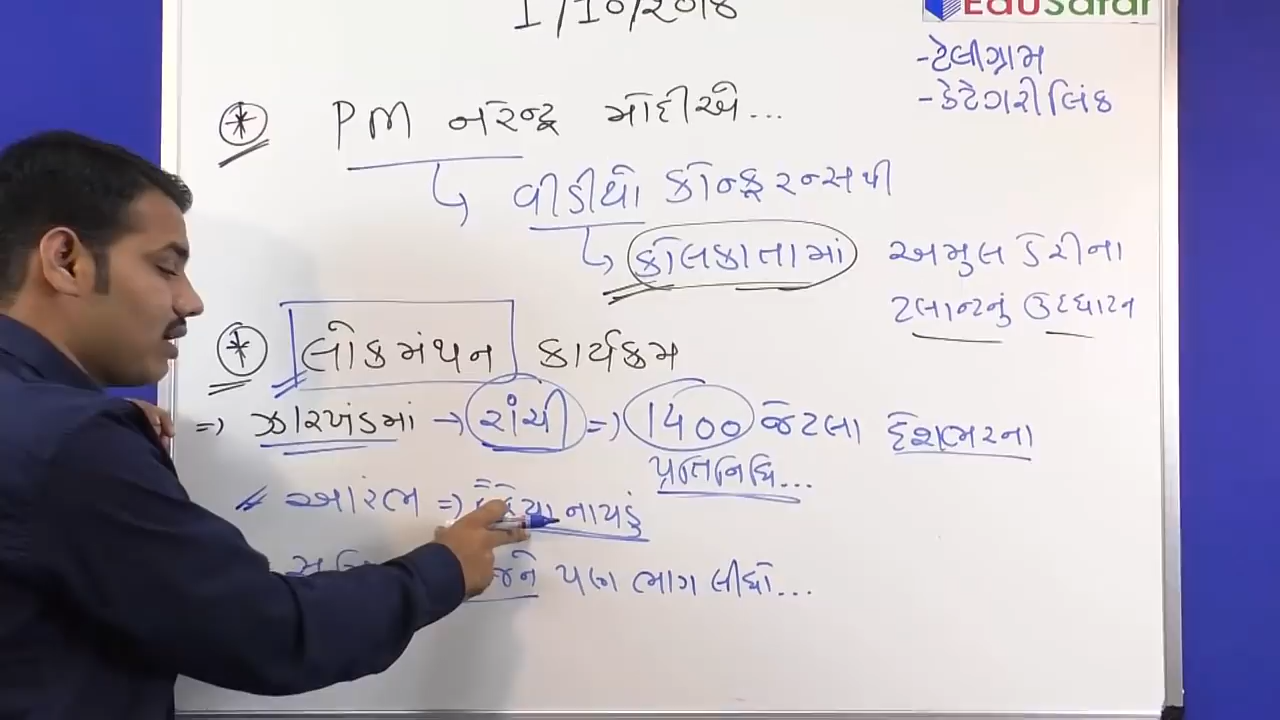 1/10/૨૦૧૮
EduSafar
-ટેલીગ્રામ
-કેટેગરી લિંક
* PM નરેન્દ્ર મોદીએ...
વીડીયો કોન્ફરન્સથી
કોલકાતામાં અમુલ ડેરીના
પ્લાન્ટનું ઉદઘાટન
* લોકમંથન કાર્યક્રમ
=> ઝારખંડમાં → રાંચી => 1400 જેટલા દેશભરના
પ્રતિનિધિ...
આરંભ => નાયડું
પણ ભાગ લીધો...